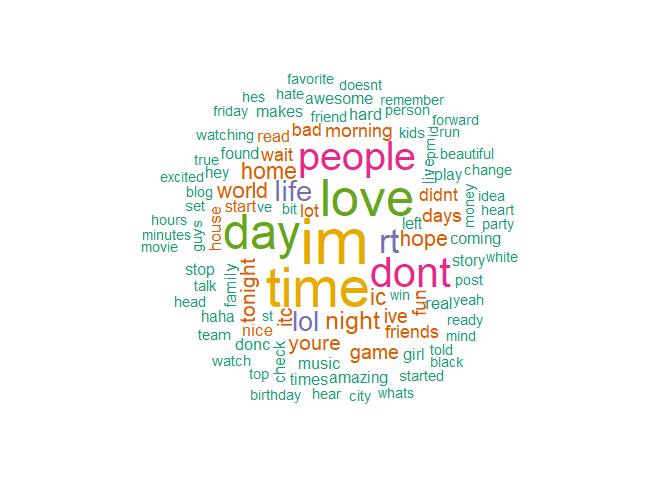 favorite
doesnt
hes
hate
awesome
remember
friday
makes
friend
hard
person
forward
watching
read
bad
morning
kids
pmid
run
true
found
wait
people
live
beautiful
excited
hey
home
play
change
blog
world
life
love
didnt
money
idea
set
start
ve
bit
lot
days
heart
hours
house
left
party
minutes
guys
day
im
rt
hope
coming
movie
stop
family
tonight
time
dont
story
white
talk
post
head
ic
win
fun
real
yeah
haha
itc
st
lol
night
ive
ready
team
nice
friends
mind
donc
youre
game
girl
told
watch
check
music
black
top
times
amazing
started
birthday
hear
city
whats